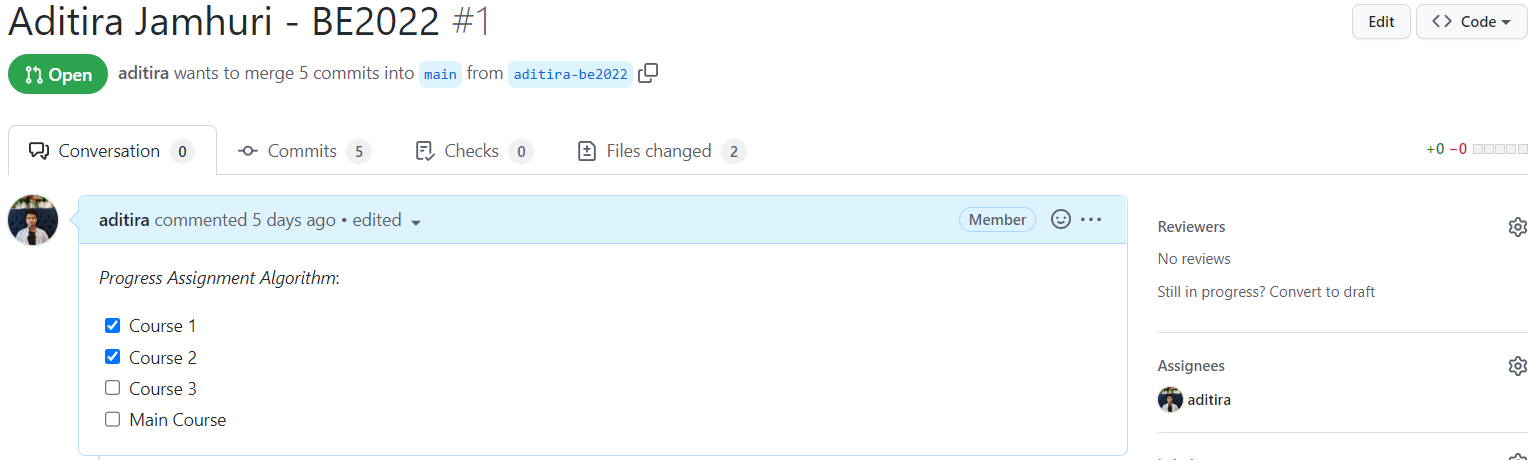 Aditira Jamhuri - BE2022 #1
Edit
Code
Open
aditira wants to merge 5 commits into main from aditira-be2022
Conversation 0
Commits 5
Checks 0
Files changed 2
+0 −0
aditira commented 5 days ago • edited
Member
Progress Assignment Algorithm:
Course 1
Course 2
Course 3
Main Course
Reviewers
No reviews
Still in progress? Convert to draft
Assignees
aditira